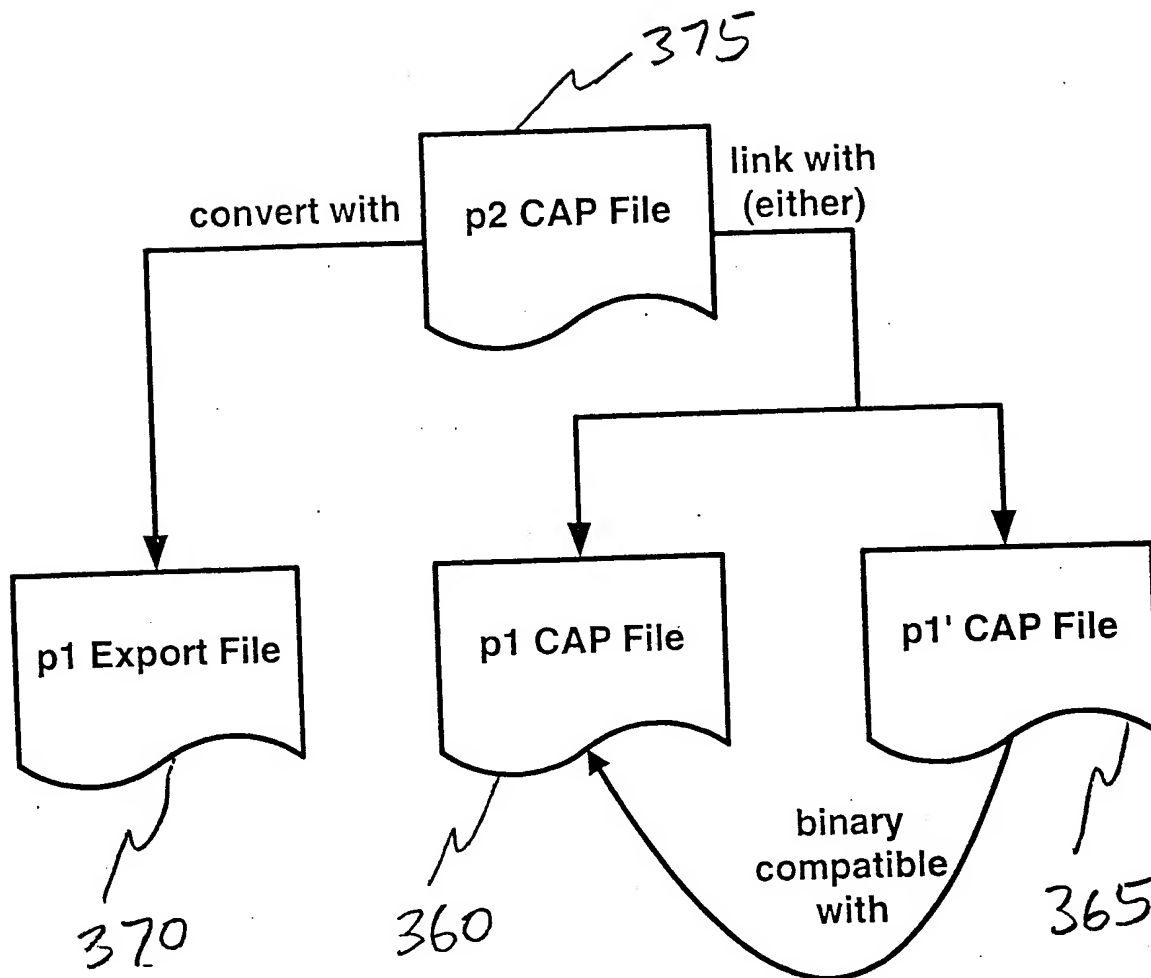 375
convert with
p2 CAP File
link with
(either)
p1 Export File
p1 CAP File
p1' CAP File
binary
compatible
with
370
360
365